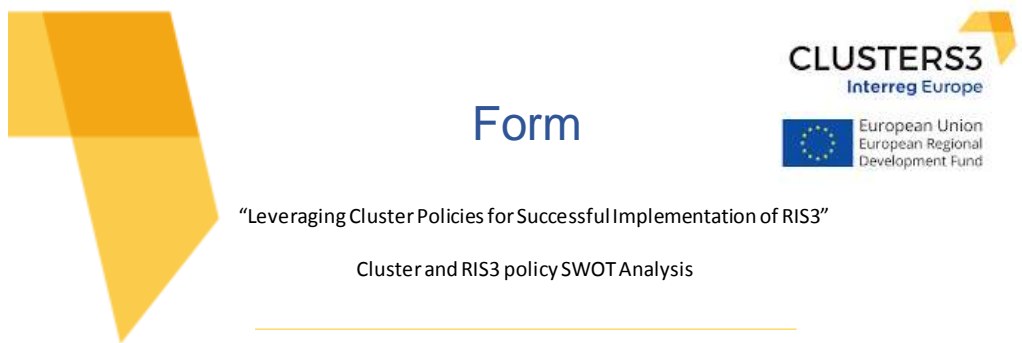 CLUSTERS3
Interreg Europe
Form
European Union
European Regional
Development Fund
“Leveraging Cluster Policies for Successful Implementation of RIS3”
Cluster and RIS3 policy SWOT Analysis